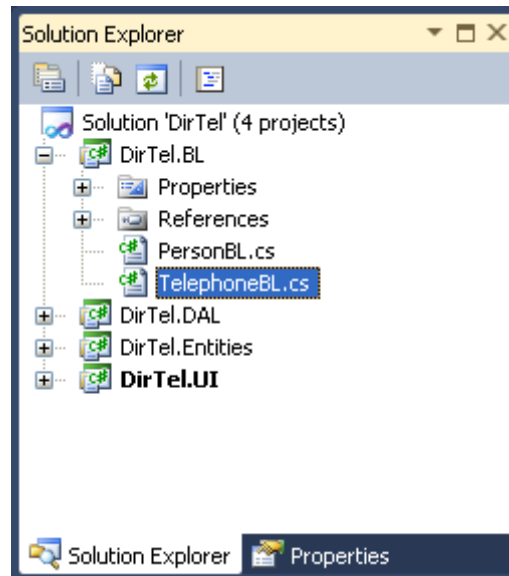 Solution Explorer
Solution 'DirTel' (4 projects)
DirTel.BL
Properties
References
PersonBL.cs
TelephoneBL.cs
DirTel.DAL
DirTel.Entities
DirTel.UI
Solution Explorer Properties